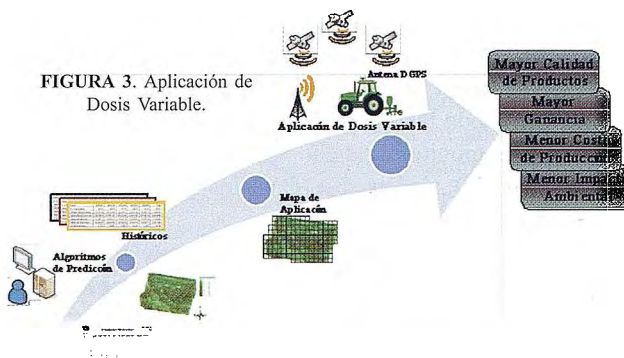 FIGURA 3. Aplicación de
Dosis Variable.
Antena DGPS
Aplicación de Dosis Variable
Mayor Calidad
de Productos
Mayor
Ganancia
Menor Costo
de Producción
Menor Impacto
Ambiental
Históricos
Mapa de
Aplicación
Algoritmos
de Predicción